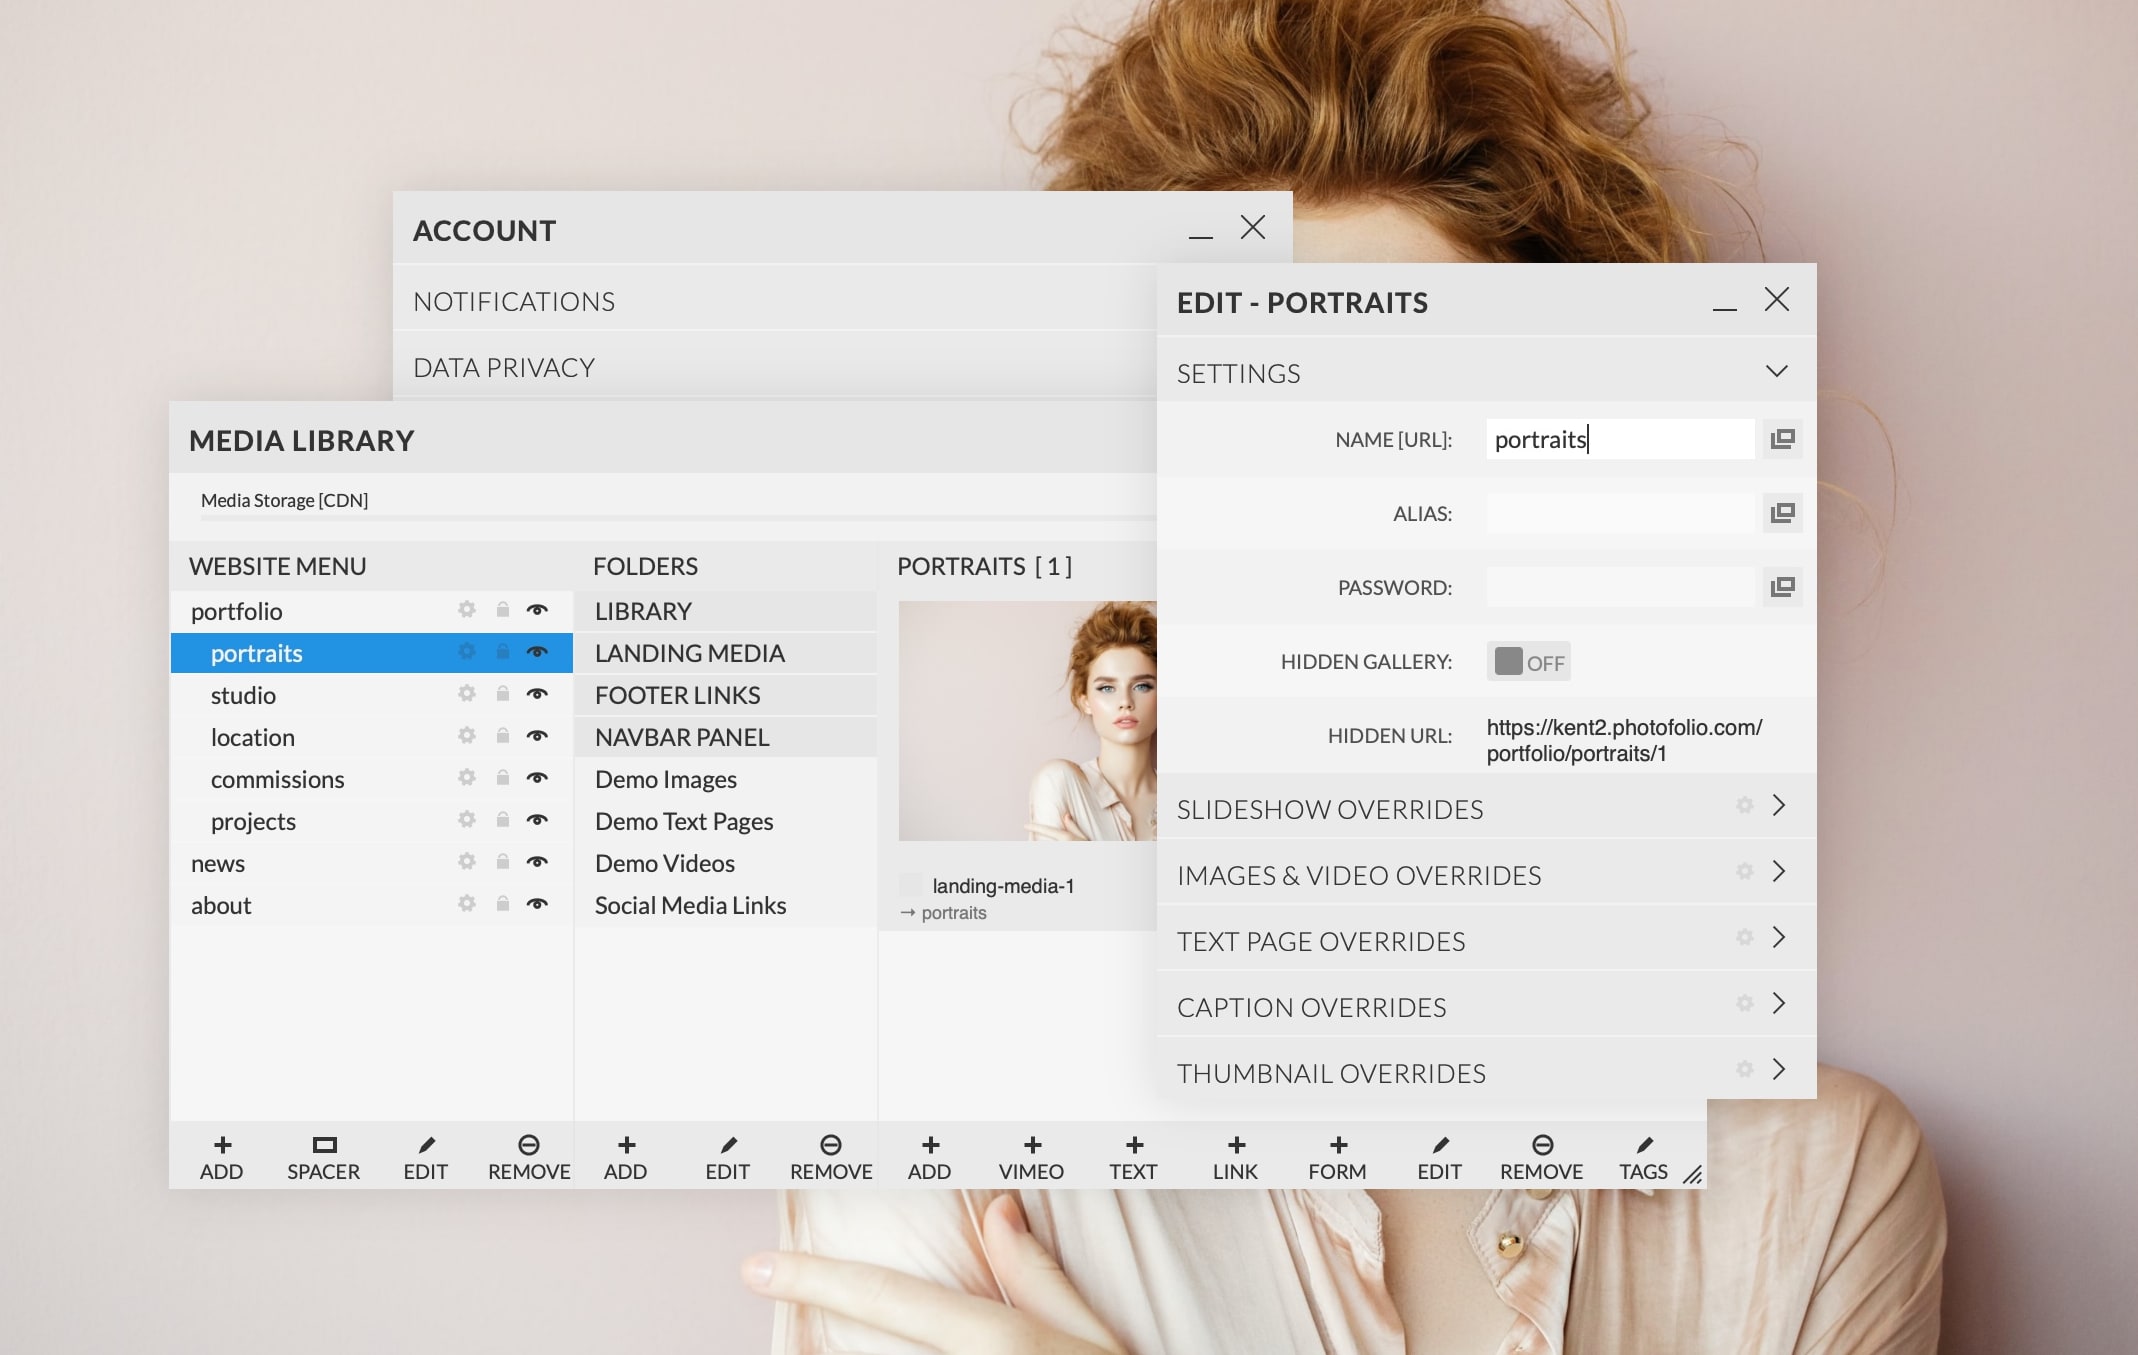 ACCOUNT
NOTIFICATIONS
DATA PRIVACY
MEDIA LIBRARY
Media Storage [CDN]
WEBSITE MENU
portfolio
portraits
studio
location
commissions
projects
news
about
ADD SPACER EDIT REMOVE
FOLDERS
LIBRARY
LANDING MEDIA
FOOTER LINKS
NAVBAR PANEL
Demo Images
Demo Text Pages
Demo Videos
Social Media Links
ADD EDIT REMOVE
PORTRAITS [ 1 ]
landing-media-1
→ portraits
ADD VIMEO TEXT LINK FORM EDIT REMOVE TAGS
EDIT - PORTRAITS
SETTINGS
NAME [URL]: portraits
ALIAS:
PASSWORD:
HIDDEN GALLERY: OFF
HIDDEN URL: https://kent2.photofolio.com/
portfolio/portraits/1
SLIDESHOW OVERRIDES
IMAGES & VIDEO OVERRIDES
TEXT PAGE OVERRIDES
CAPTION OVERRIDES
THUMBNAIL OVERRIDES